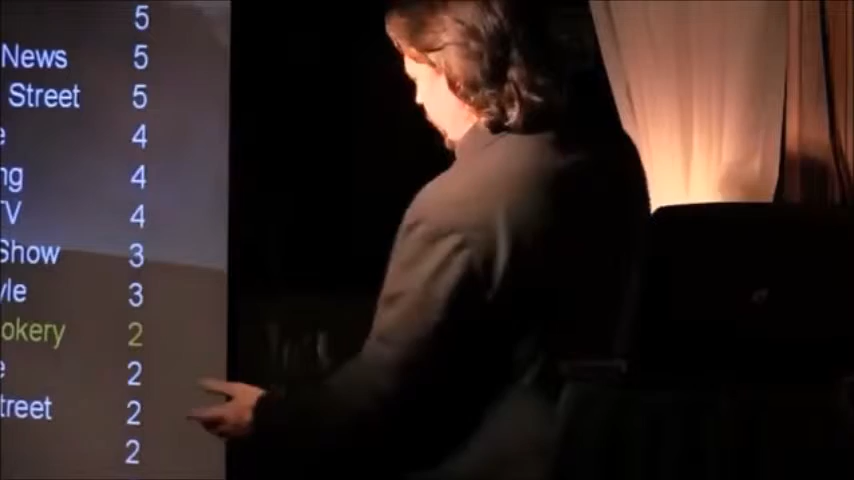 5
News 5
Street 5
e 4
ng 4
TV 4
Show 3
yle 3
okery 2
e 2
treet 2
2